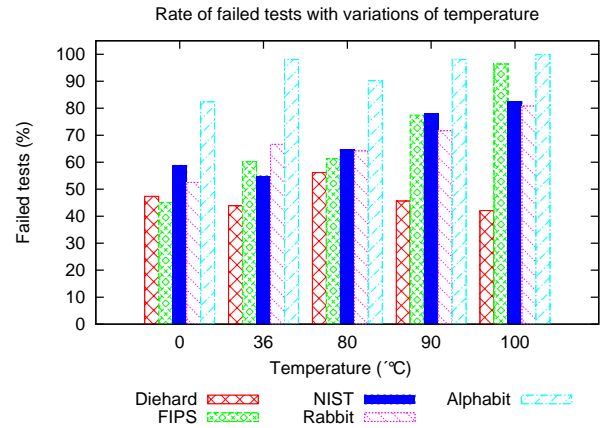 Rate of failed tests with variations of temperature
Failed tests (%)
100
90
80
70
60
50
40
30
20
10
0
0 36 80 90 100
Temperature (´°C)
Diehard NIST Alphabit
FIPS Rabbit